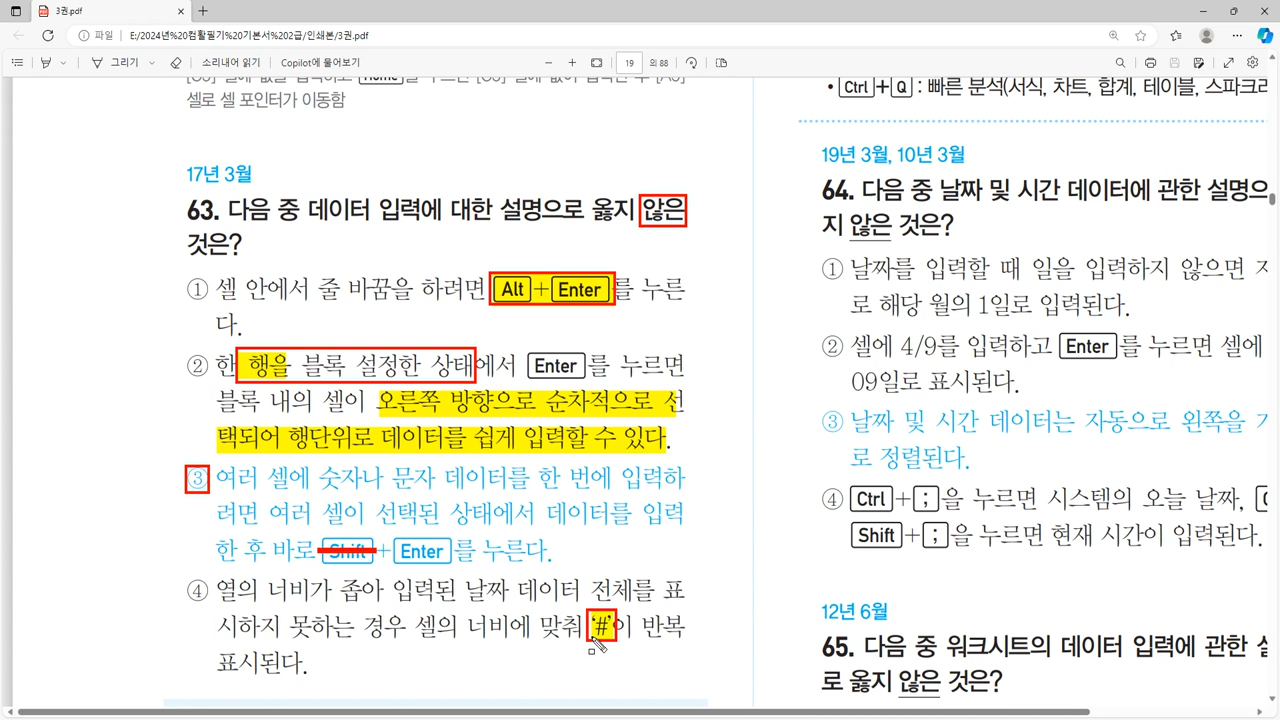 3권.pdf
파일 E:/2024년%20컴활필기%20기본서%202급/인쇄본/3권.pdf
그리기 소리내어 읽기 Copilot에 물어보기 19 외 88
셀로 셀 포인터가 이동함
17년 3월
63. 다음 중 데이터 입력에 대한 설명으로 옳지 않은
것은?
① 셀 안에서 줄 바꿈을 하려면 Alt+Enter를 누른
다.
② 한 행을 블록 설정한 상태에서 Enter를 누르면
블록 내의 셀이 오른쪽 방향으로 순차적으로 선
택되어 행단위로 데이터를 쉽게 입력할 수 있다.
③ 여러 셀에 숫자나 문자 데이터를 한 번에 입력하
려면 여러 셀이 선택된 상태에서 데이터를 입력
한 후 바로 Shift+Enter를 누른다.
④ 열의 너비가 좁아 입력된 날짜 데이터 전체를 표
시하지 못하는 경우 셀의 너비에 맞춰 '#'이 반복
표시된다.
• Ctrl+Q : 빠른 분석(서식, 차트, 합계, 테이블, 스파크라
19년 3월, 10년 3월
64. 다음 중 날짜 및 시간 데이터에 관한 설명으
지 않은 것은?
① 날짜를 입력할 때 일을 입력하지 않으면
로 해당 월의 1일로 입력된다.
② 셀에 4/9를 입력하고 Enter를 누르면 셀에
09일로 표시된다.
③ 날짜 및 시간 데이터는 자동으로 왼쪽을
로 정렬된다.
④ Ctrl+;을 누르면 시스템의 오늘 날짜,
Shift+;을 누르면 현재 시간이 입력된다.
12년 6월
65. 다음 중 워크시트의 데이터 입력에 관한
로 옳지 않은 것은?